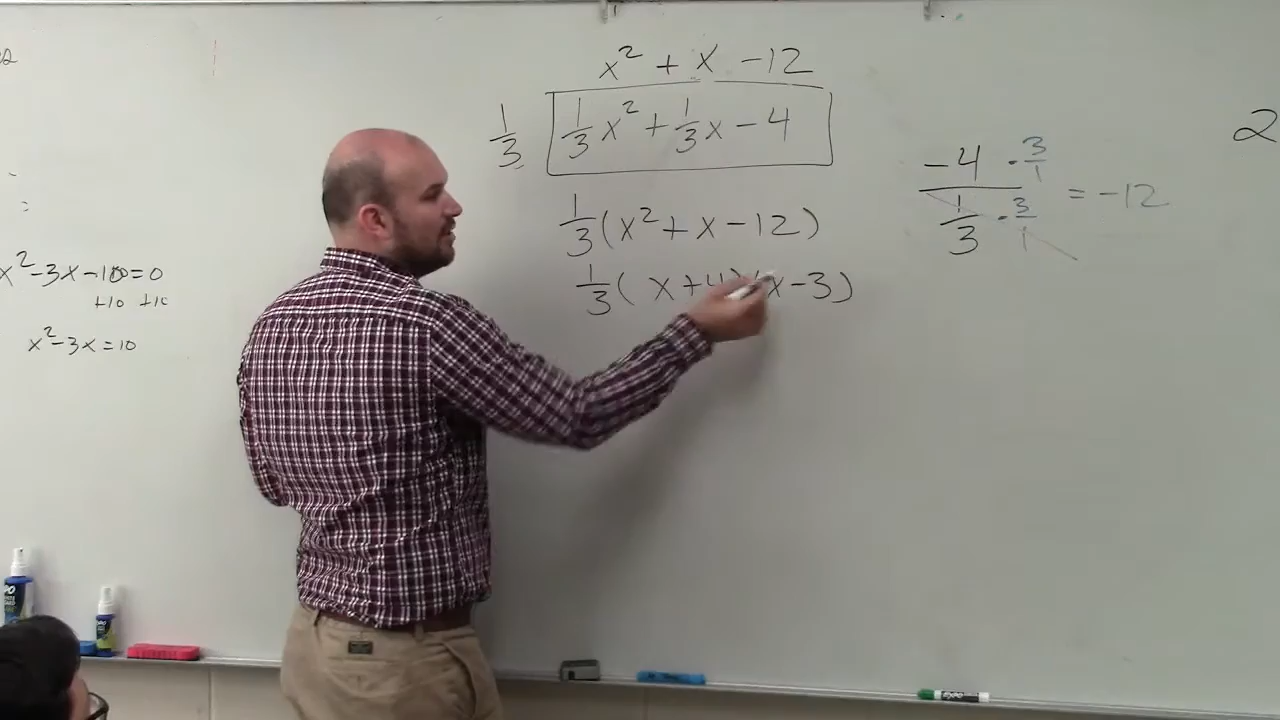 x² + x - 12
1/3 1/3 x² + 1/3 x - 4
1/3 (x² + x - 12)
1/3 ( x + 4)(x - 3)
-4 · 3/1
1/3 · 3/1
= -12
2
x² - 3x - 10 = 0
+10 +10
x² - 3x = 10